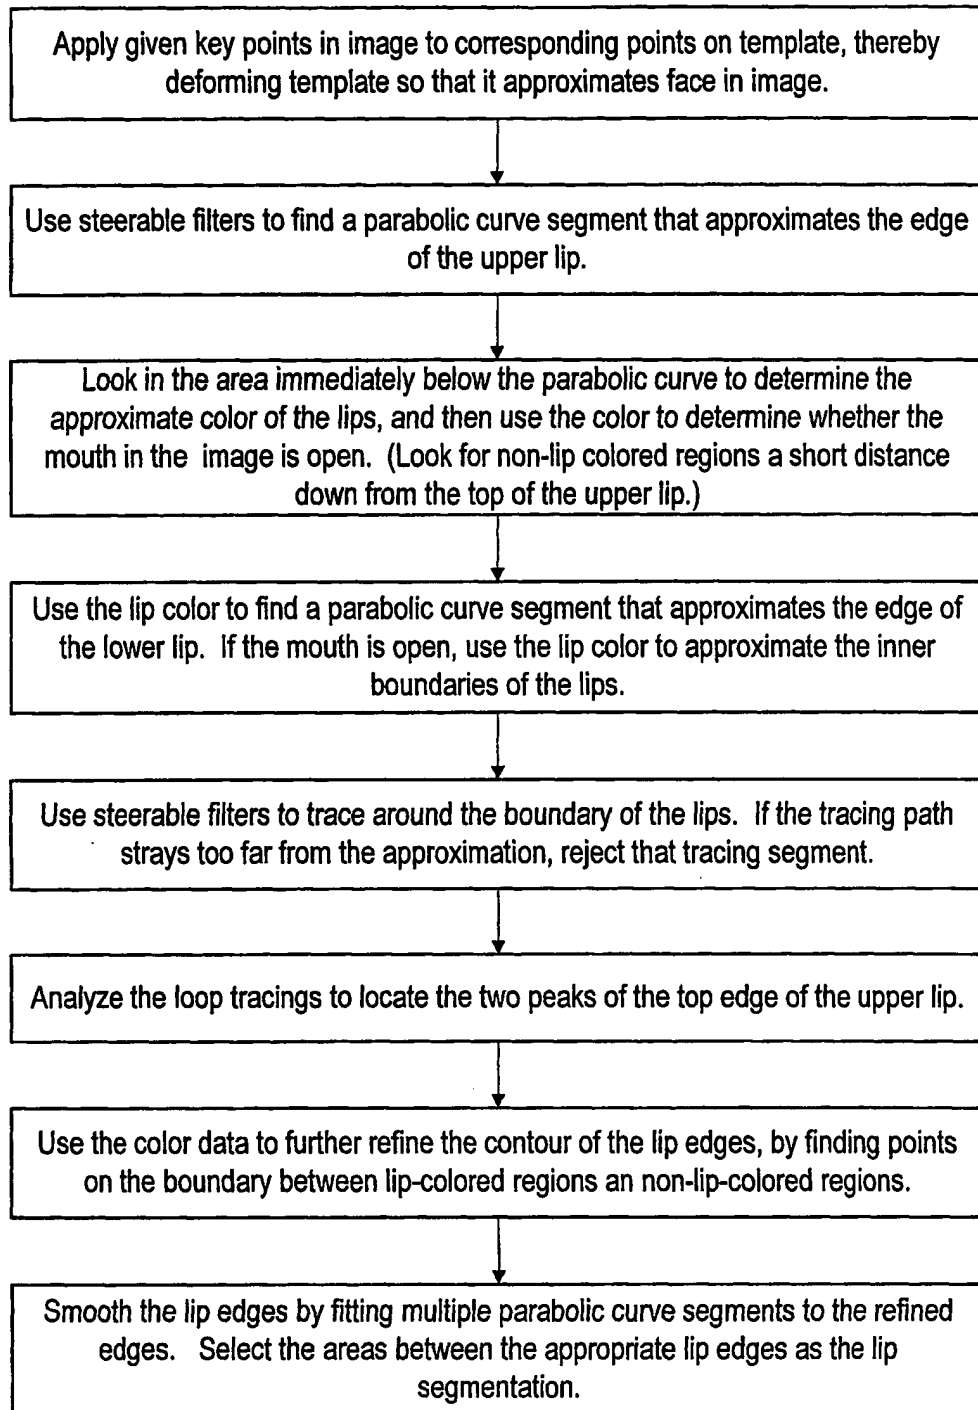 Apply given key points in image to corresponding points on template, thereby
deforming template so that it approximates face in image.
Use steerable filters to find a parabolic curve segment that approximates the edge
of the upper lip.
Look in the area immediately below the parabolic curve to determine the
approximate color of the lips, and then use the color to determine whether the
mouth in the image is open. (Look for non-lip colored regions a short distance
down from the top of the upper lip.)
Use the lip color to find a parabolic curve segment that approximates the edge of
the lower lip. If the mouth is open, use the lip color to approximate the inner
boundaries of the lips.
Use steerable filters to trace around the boundary of the lips. If the tracing path
strays too far from the approximation, reject that tracing segment.
Analyze the loop tracings to locate the two peaks of the top edge of the upper lip.
Use the color data to further refine the contour of the lip edges, by finding points
on the boundary between lip-colored regions an non-lip-colored regions.
Smooth the lip edges by fitting multiple parabolic curve segments to the refined
edges. Select the areas between the appropriate lip edges as the lip
segmentation.